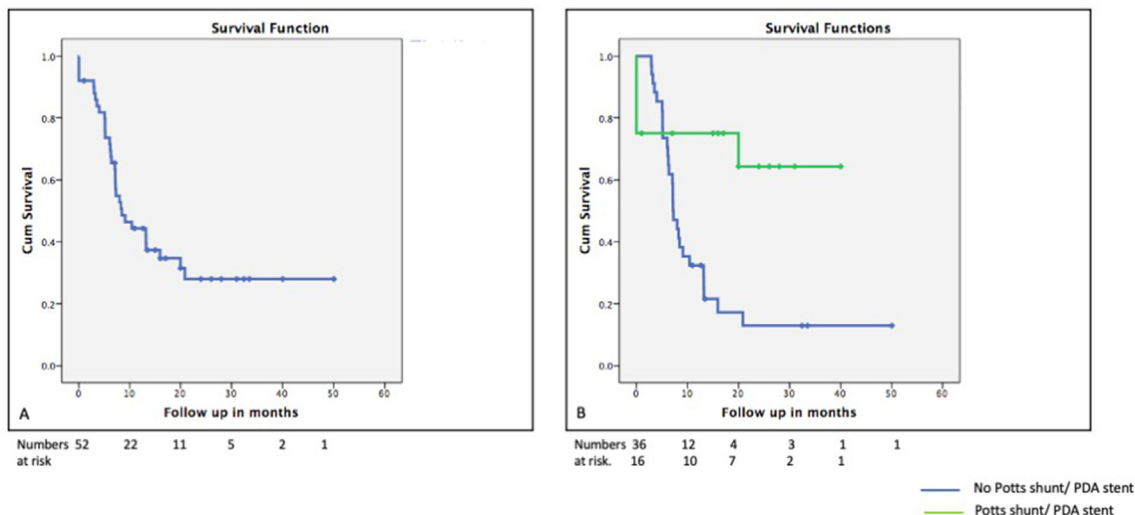 Survival Function
Cum Survival
1.0
0.8
0.6
0.4
0.2
0.0
0 10 20 30 40 50 60
Follow up in months
A
Numbers 52 22 11 5 2 1
at risk
Survival Functions
Cum Survival
1.0
0.8
0.6
0.4
0.2
0.0
0 10 20 30 40 50 60
Follow up in months
B
Numbers 36 12 4 3 1 1
at risk. 16 10 7 2 1
No Potts shunt/ PDA stent
Potts shunt/ PDA stent